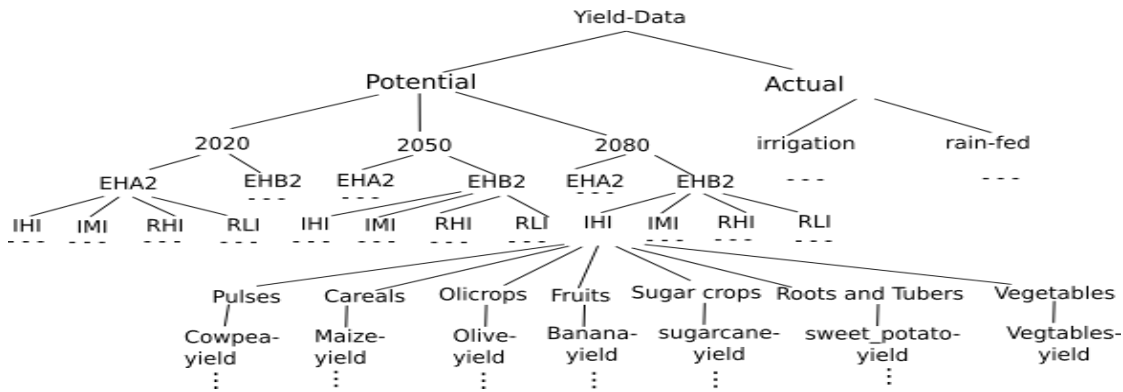 Yield-Data
Potential Actual
2020 2050 2080 irrigation rain-fed
EHA2 EHB2 EHA2 EHB2 EHA2 EHB2
IHI IMI RHI RLI IHI IMI RHI RLI IHI IMI RHI RLI
Pulses Careals Olicrops Fruits Sugar crops Roots and Tubers Vegetables
Cowpea- Maize- Olive- Banana- sugarcane- sweet_potato- Vegtables-
yield yield yield yield yield yield yield